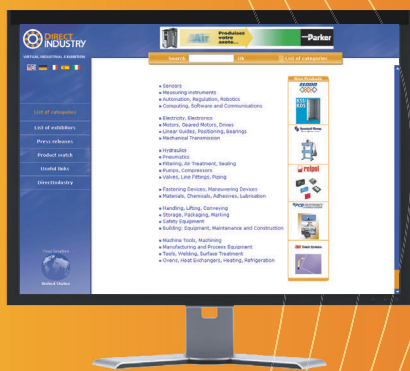 DIRECT
INDUSTRY
VIRTUAL INDUSTRIAL EXHIBITION
Produisez
votre
azote...
Parker
Search
OK
List of categories
List of categories
List of exhibitors
Press releases
Product watch
Useful links
DirectIndustry
Your location
United States
Sensors
Measuring instruments
Automation, Regulation, Robotics
Computing, Software and Communications
Electricity, Electronics
Motors, Geared Motors, Drives
Linear Guides, Positioning, Bearings
Mechanical Transmission
Hydraulics
Pneumatics
Filtering, Air Treatment, Sealing
Pumps, Compressors
Valves, Line Fittings, Piping
Fastening Devices, Maneuvering Devices
Materials, Chemicals, Adhesives, Lubrication
Handling, Lifting, Conveying
Storage, Packaging, Marking
Safety Equipment
Building: Equipment, Maintenance and Construction
Machine Tools, Machining
Manufacturing and Process Equipment
Tools, Welding, Surface Treatment
Ovens, Heat Exchangers, Heating, Refrigeration
New Products
ELDON
relpol